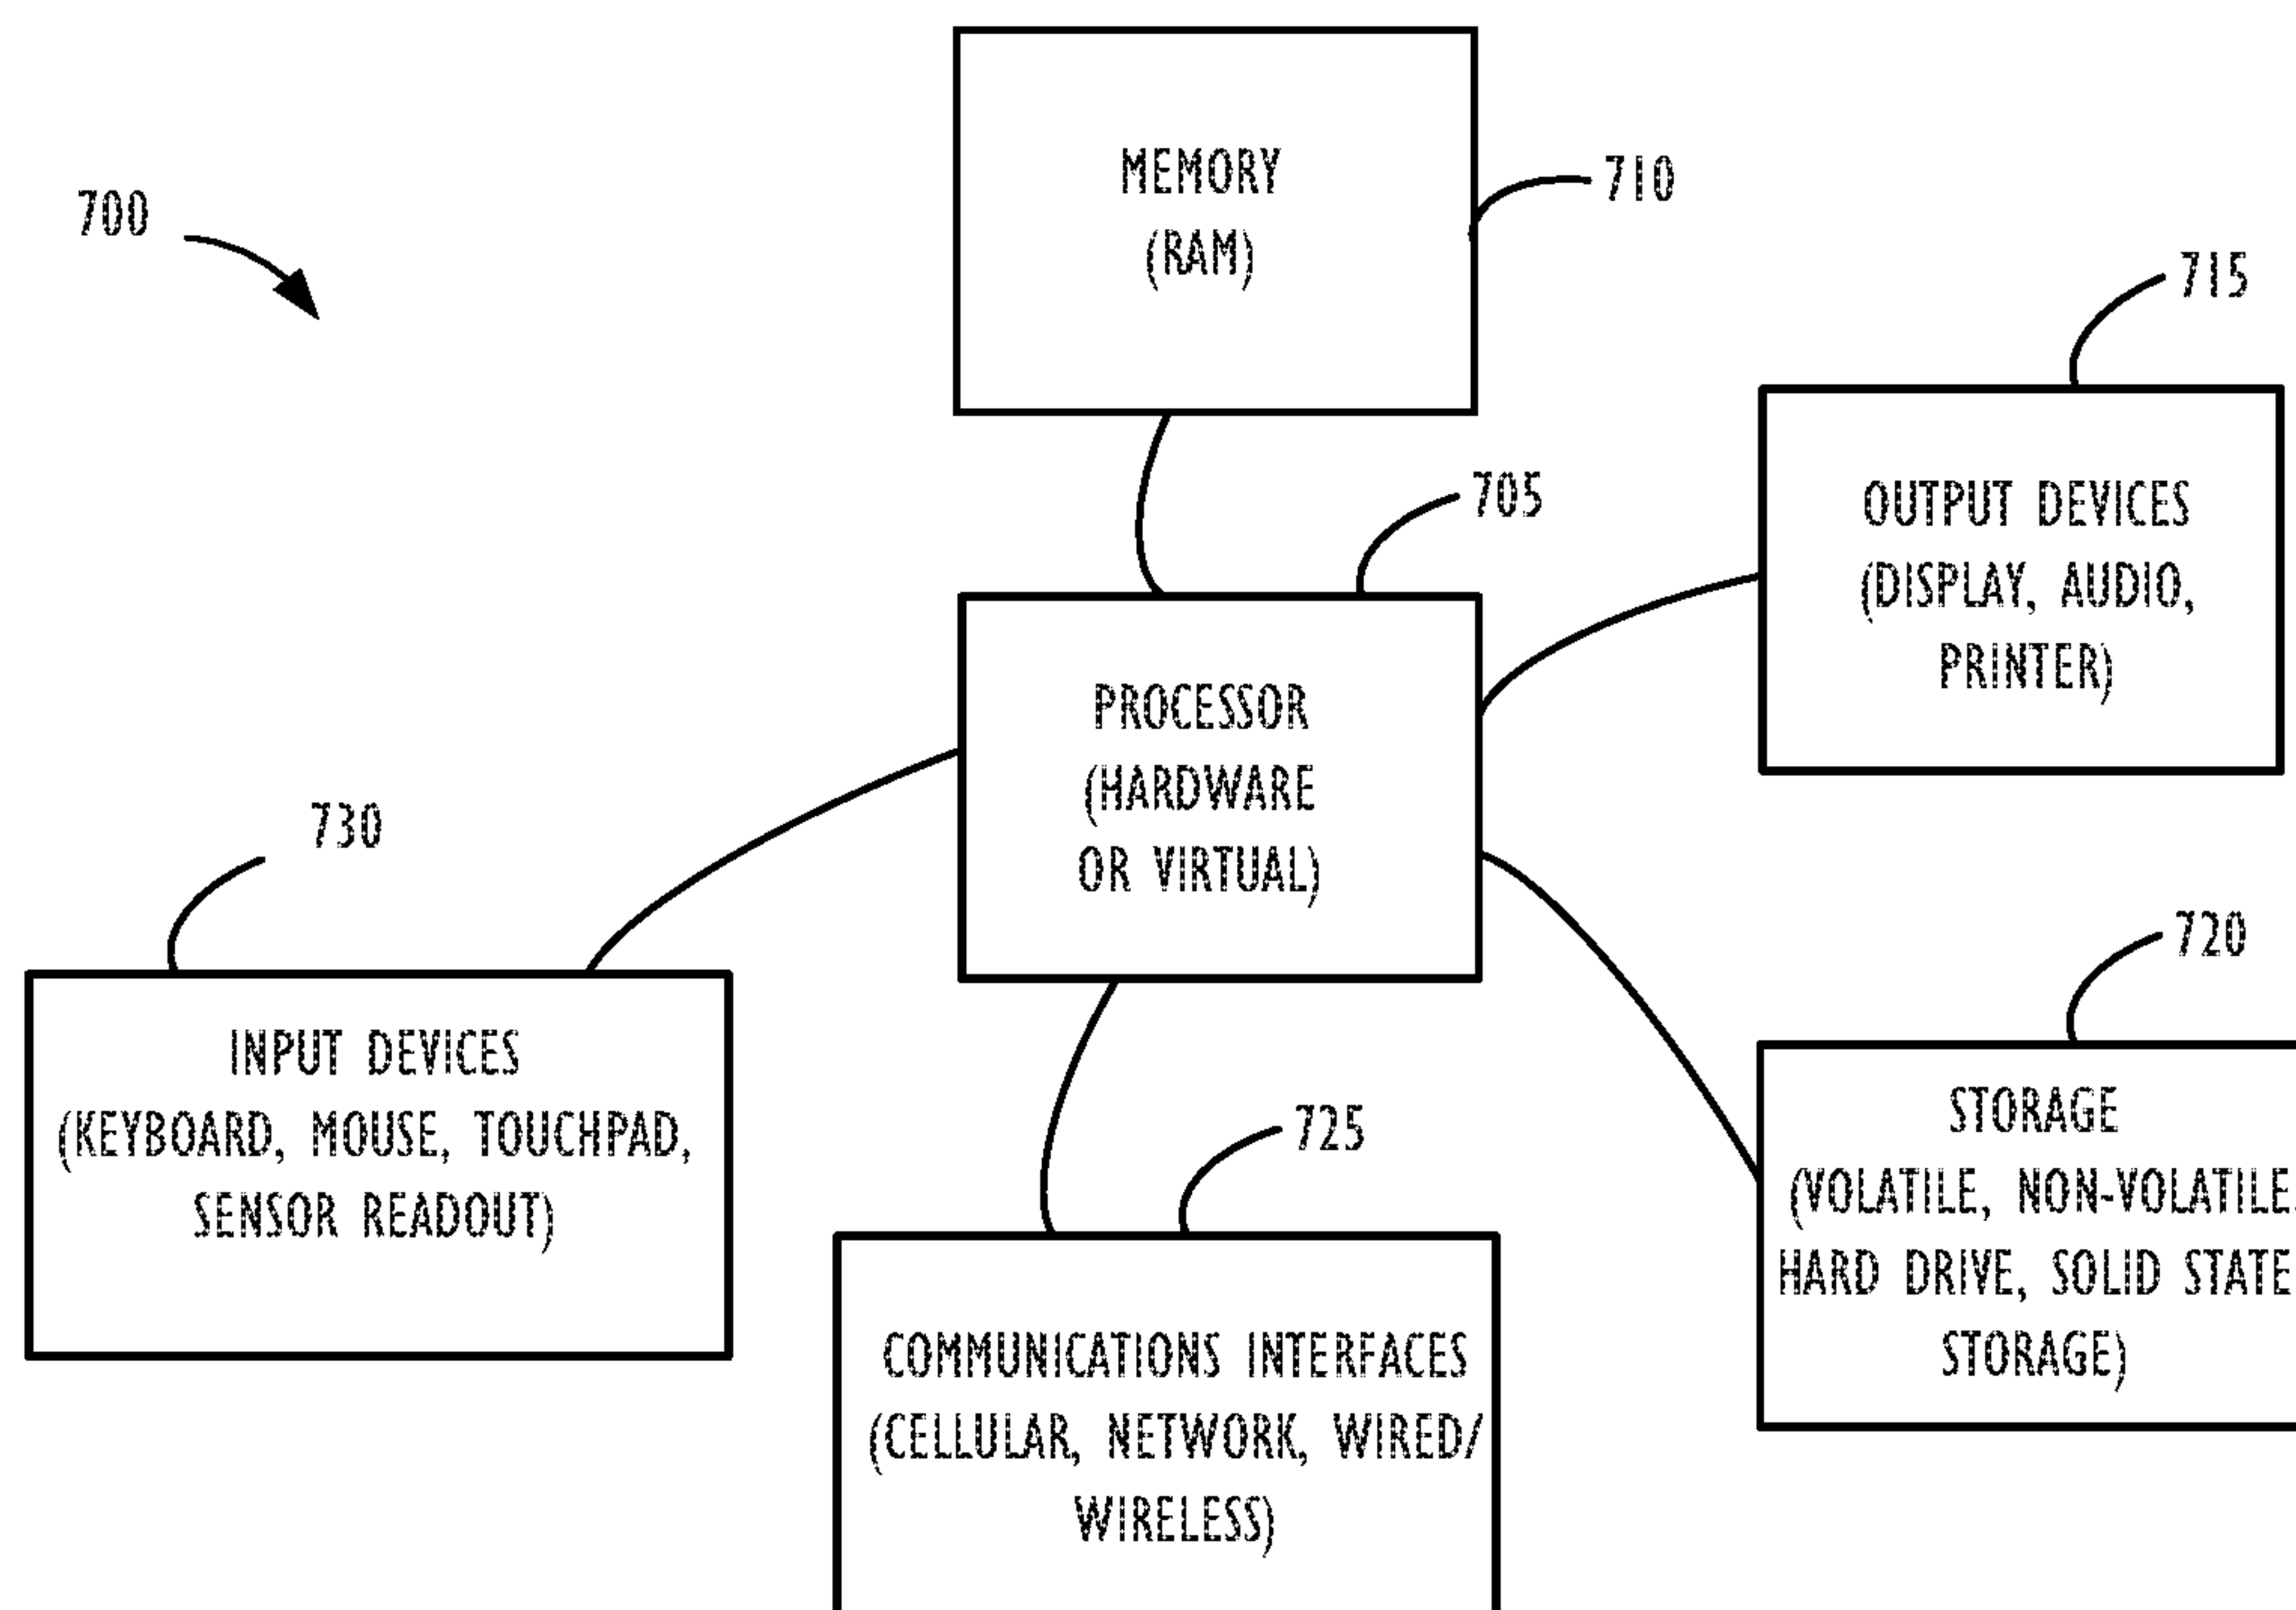 700
MEMORY
(RAM)
710
715
OUTPUT DEVICES
(DISPLAY, AUDIO,
PRINTER)
705
PROCESSOR
(HARDWARE
OR VIRTUAL)
730
INPUT DEVICES
(KEYBOARD, MOUSE, TOUCHPAD,
SENSOR READOUT)
720
STORAGE
(VOLATILE, NON-VOLATILE,
HARD DRIVE, SOLID STATE
STORAGE)
725
COMMUNICATIONS INTERFACES
(CELLULAR, NETWORK, WIRED/
WIRELESS)